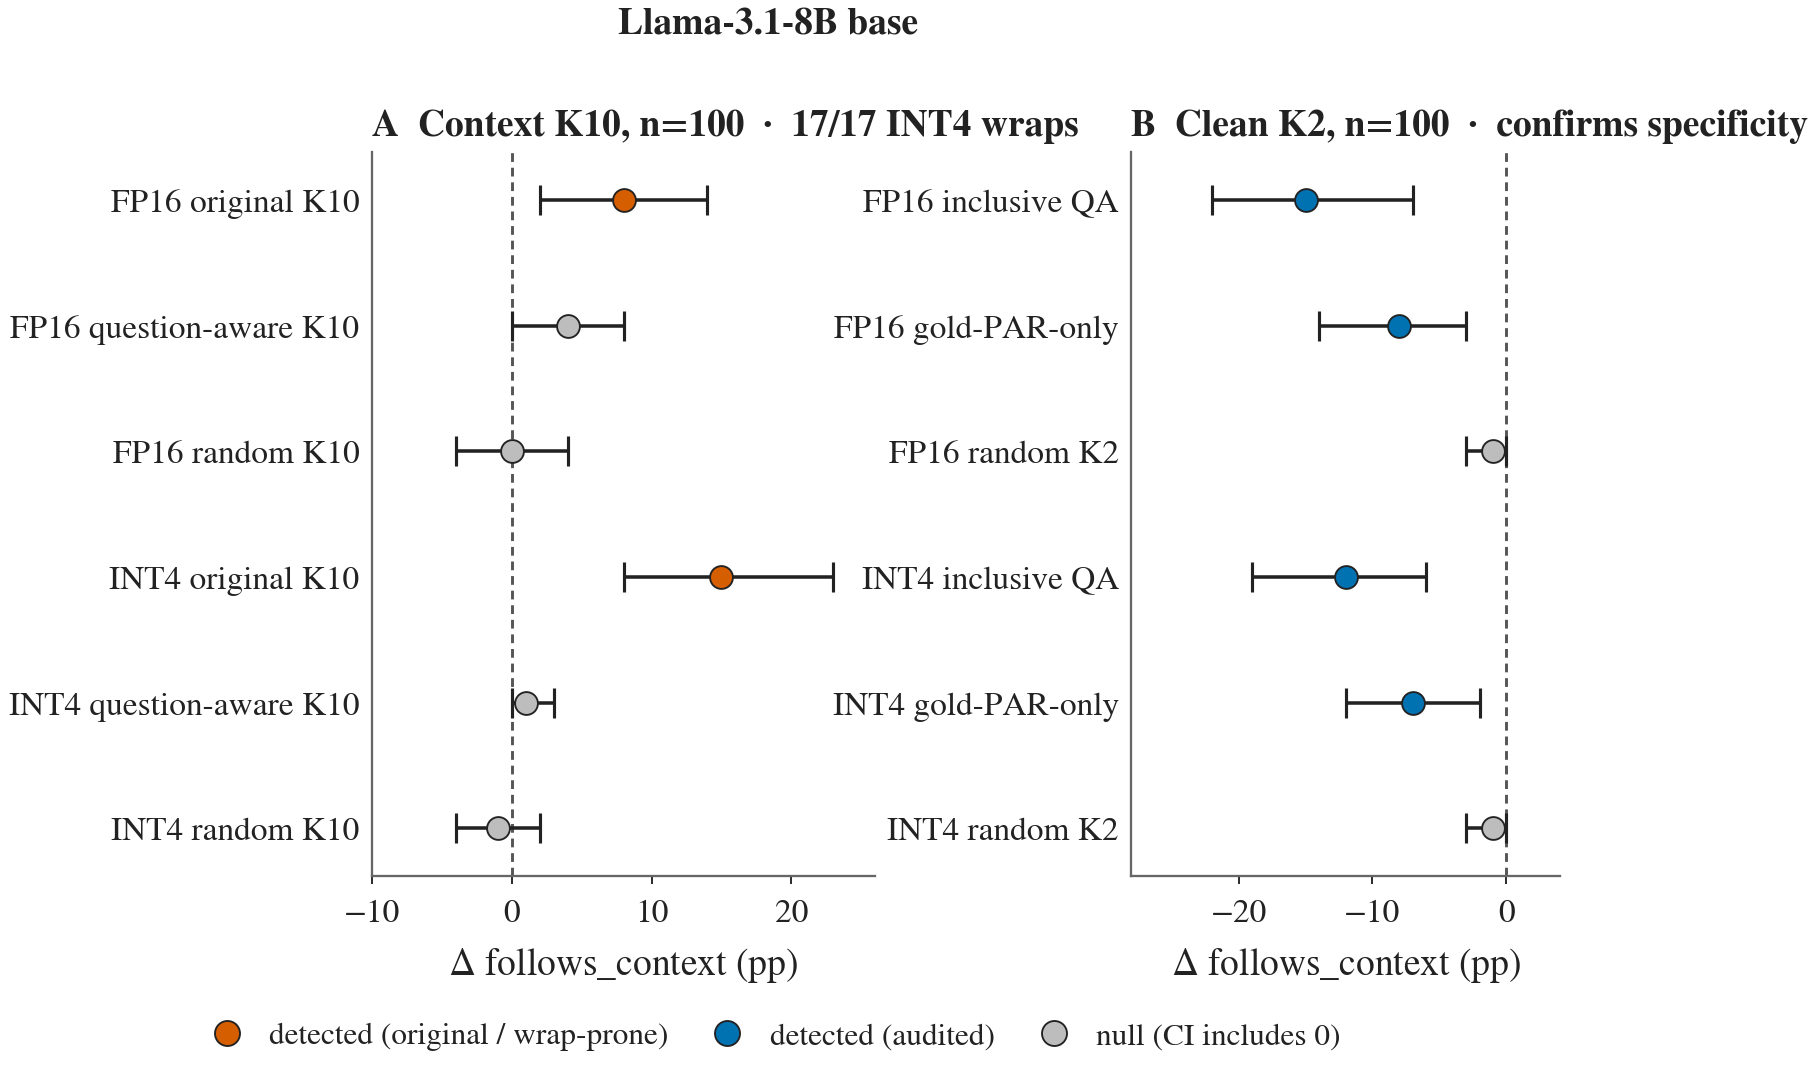 Llama-3.1-8B base
A Context K10, n=100 · 17/17 INT4 wraps
FP16 original K10
FP16 question-aware K10
FP16 random K10
INT4 original K10
INT4 question-aware K10
INT4 random K10
−10 0 10 20
Δ follows_context (pp)
B Clean K2, n=100 · confirms specificity
FP16 inclusive QA
FP16 gold-PAR-only
FP16 random K2
INT4 inclusive QA
INT4 gold-PAR-only
INT4 random K2
−20 −10 0
Δ follows_context (pp)
detected (original / wrap-prone) detected (audited) null (CI includes 0)